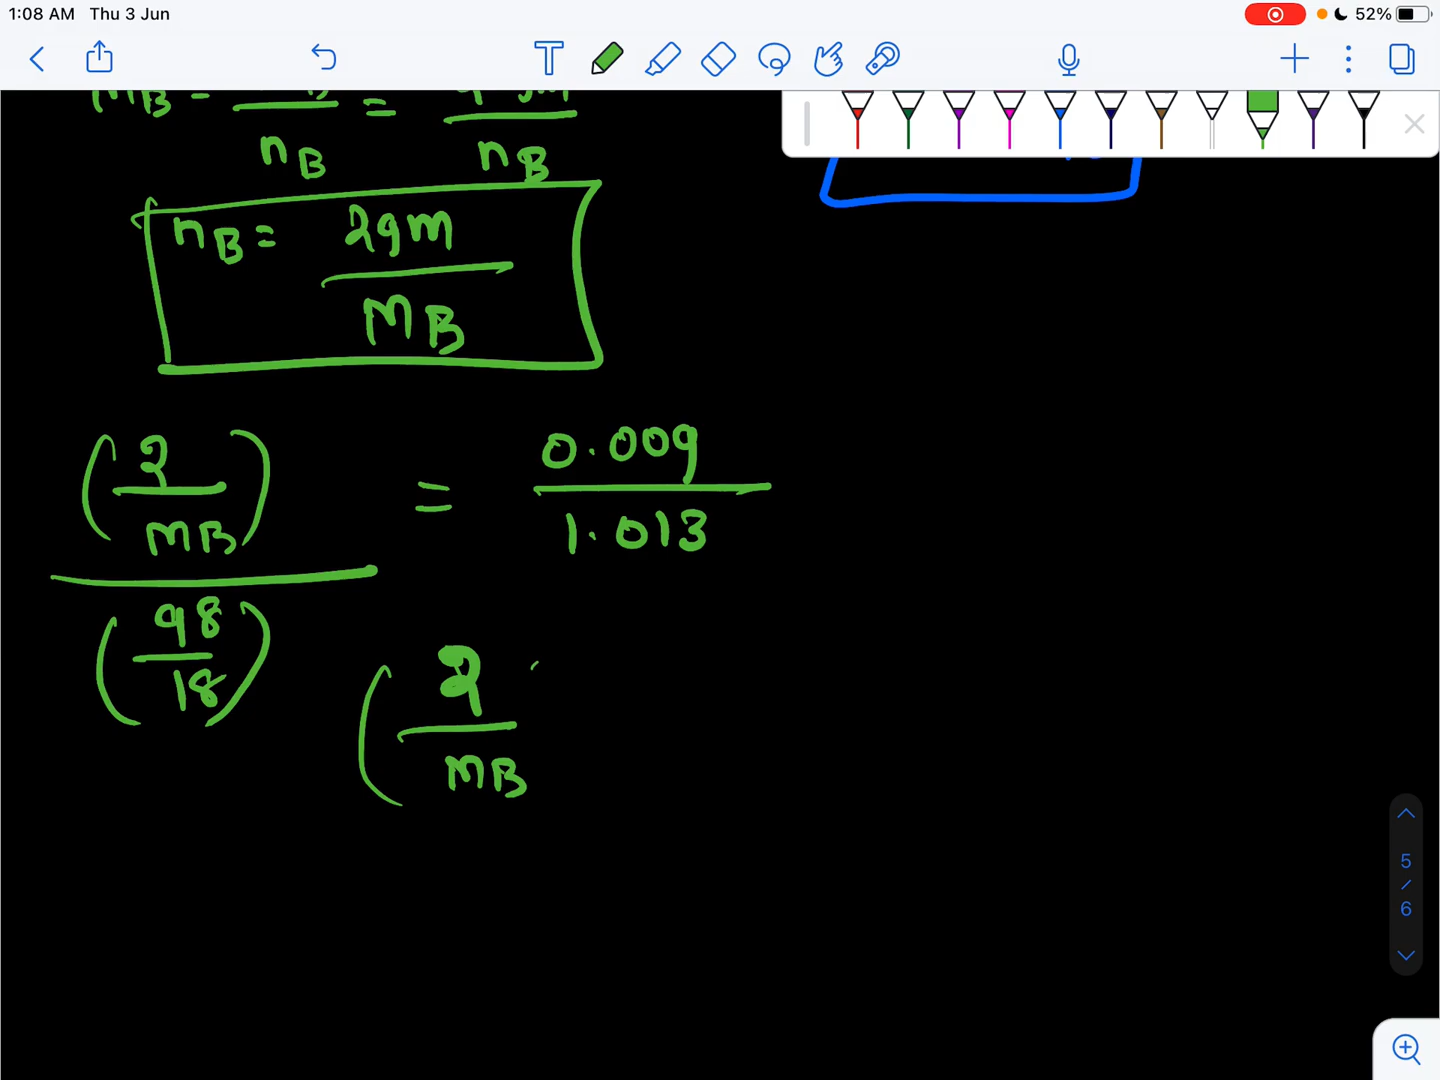 1:08 AM Thu 3 Jun
52%
T
MB =
=
nB
nB
nB = 2gm
MB
( 2 ) = 0.009
MB 1.013
( 98 )
18
( 2
MB
5
/
6